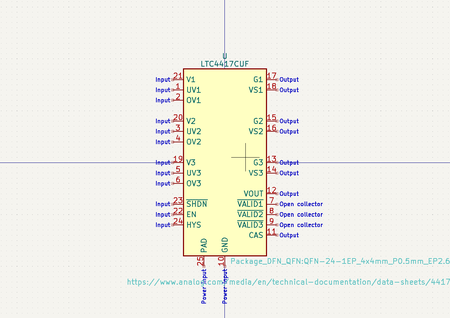 U
LTC4417CUF
Input 21 V1 G1 17 Output
Input 1 UV1 VS1 18 Output
Input 2 OV1
Input 20 V2 G2 15 Output
Input 3 UV2 VS2 16 Output
Input 4 OV2
Input 19 V3 G3 13 Output
Input 5 UV3 VS3 14 Output
Input 6 OV3
VOUT 12 Output
Input 23 SHDN VALID1 7 Open collector
Input 22 EN VALID2 8 Open collector
Input 24 HYS VALID3 9 Open collector
CAS 11 Output
PAD 25 Power input
GND 10 Power input
Package_DFN_QFN:QFN-24-1EP_4x4mm_P0.5mm_EP2.6
https://www.analog.com/media/en/technical-documentation/data-sheets/4417